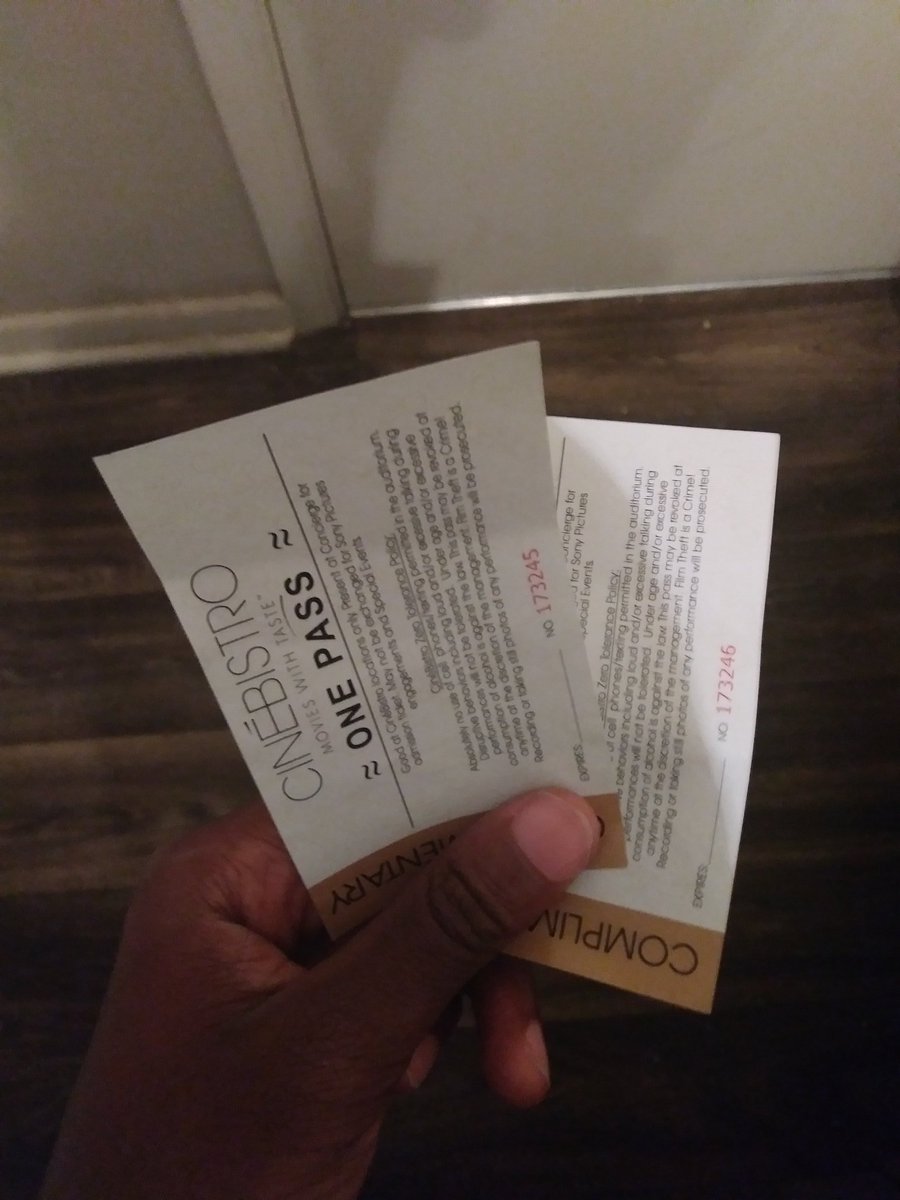 CINÉBISTRO
MOVIES WITH TASTE™
≈ ONE PASS ≈
Good at CinéBistro locations only. Present at Concierge for
admission ticket. May not be exchanged for Sony Pictures
engagements and Special Events.
CinéBistro Zero Tolerance Policy:
Absolutely no use of cell phones/texting permitted in the auditorium.
Disruptive behaviors including loud and/or excessive talking during
performances will not be tolerated. Under age and/or excessive
consumption of alcohol is against the law. This pass may be revoked at
anytime at the discretion of the management. Film Theft is a Crime!
Recording or taking still photos of any performance will be prosecuted.
EXPIRES: NO 173245
MENTARY
ncierge for
d for Sony Pictures
pecial Events.
Bistro Zero Tolerance Policy:
of cell phones/texting permitted in the auditorium.
behaviors including loud and/or excessive talking during
performances will not be tolerated. Under age and/or excessive
consumption of alcohol is against the law. This pass may be revoked at
anytime at the discretion of the management. Film Theft is a Crime!
Recording or taking still photos of any performance will be prosecuted.
EXPIRES: NO 173246
COMPLIM